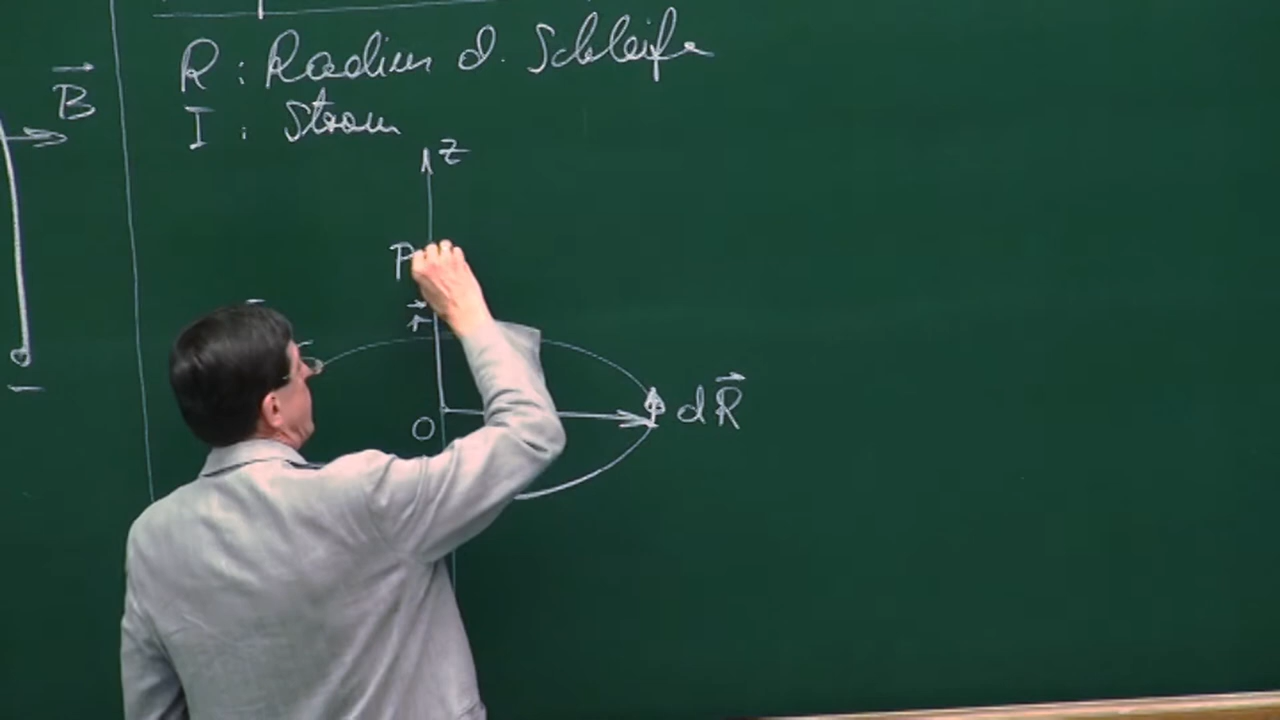 B⃗
R : Radius d. Schleife
I : Strom
z
P
r⃗
dR⃗
O